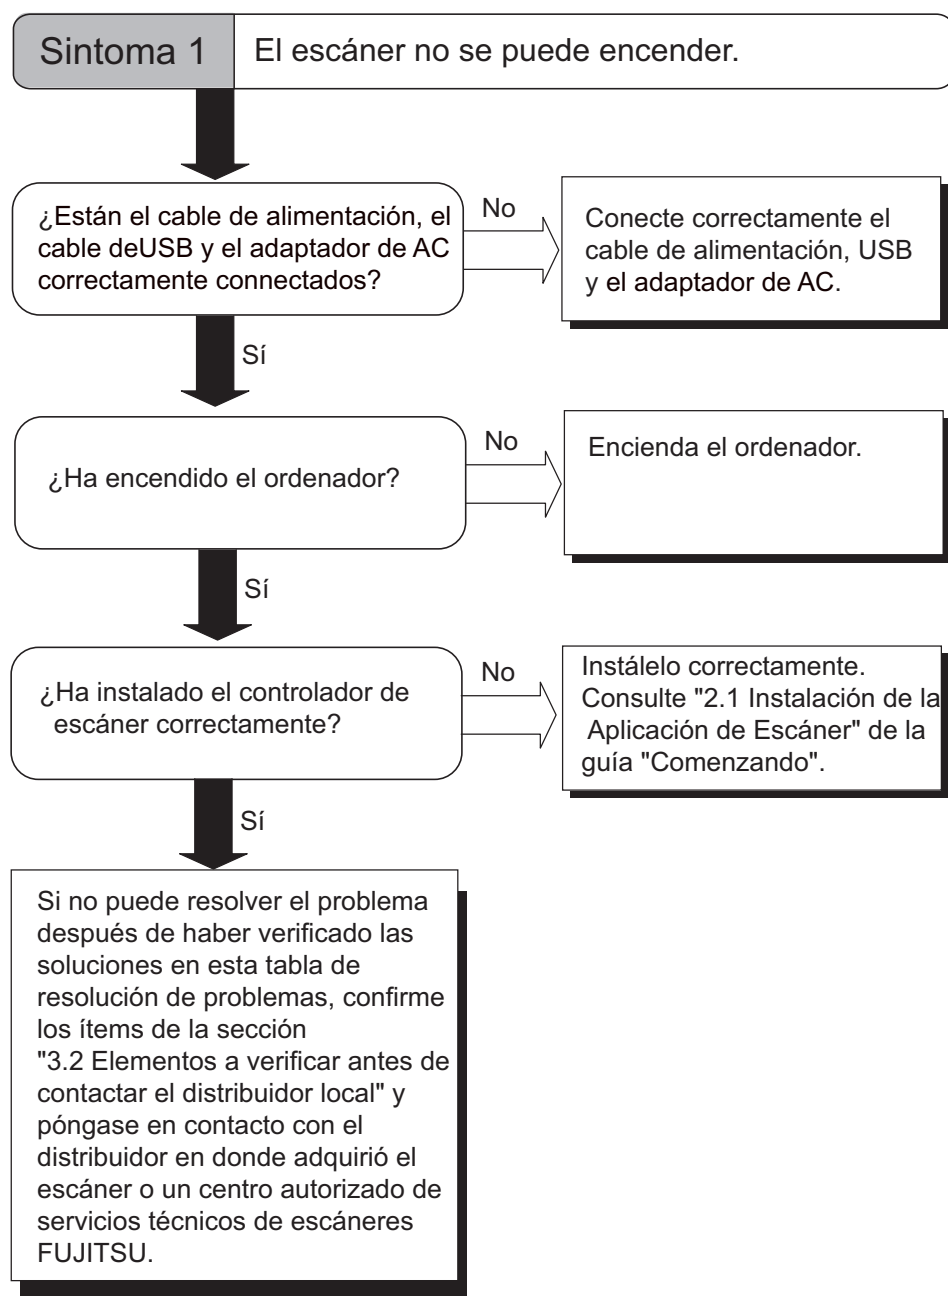 Sintoma 1
El escáner no se puede encender.
¿Están el cable de alimentación, el
cable deUSB y el adaptador de AC
correctamente connectados?
No
Conecte correctamente el
cable de alimentación, USB
y el adaptador de AC.
Sí
¿Ha encendido el ordenador?
No
Encienda el ordenador.
Sí
¿Ha instalado el controlador de
escáner correctamente?
No
Instálelo correctamente.
Consulte "2.1 Instalación de la
Aplicación de Escáner" de la
guía "Comenzando".
Sí
Si no puede resolver el problema
después de haber verificado las
soluciones en esta tabla de
resolución de problemas, confirme
los ítems de la sección
"3.2 Elementos a verificar antes de
contactar el distribuidor local" y
póngase en contacto con el
distribuidor en donde adquirió el
escáner o un centro autorizado de
servicios técnicos de escáneres
FUJITSU.